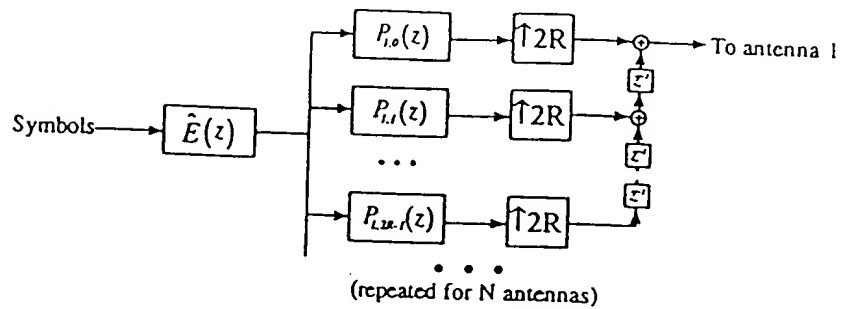 P1,0(z)
↑2R
To antenna 1
z⁻¹
Symbols
Ê(z)
P1,1(z)
↑2R
z⁻¹
z⁻¹
P1,2R-1(z)
↑2R
(repeated for N antennas)